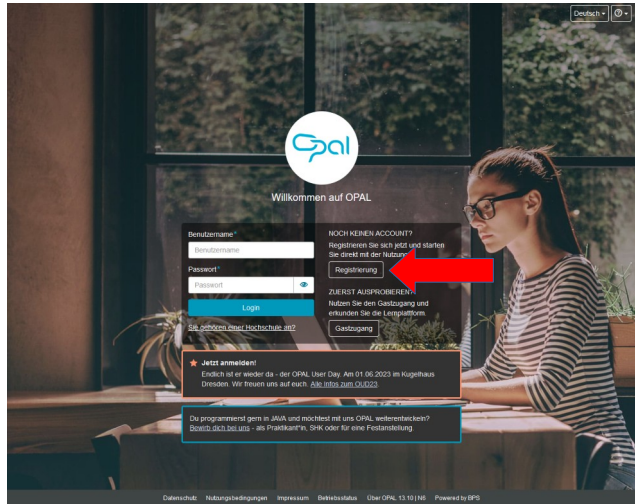 Deutsch
Opal
Willkommen auf OPAL
Benutzername*
Benutzername
Passwort*
Passwort
Login
Sie gehören einer Hochschule an?
NOCH KEINEN ACCOUNT?
Registrieren Sie sich jetzt und starten
Sie direkt mit der Nutzung
Registrierung
ZUERST AUSPROBIEREN?
Nutzen Sie den Gastzugang und
erkunden Sie die Lernplattform.
Gastzugang
Jetzt anmelden!
Endlich ist er wieder da - der OPAL User Day. Am 01.06.2023 im Kugelhaus
Dresden. Wir freuen uns auf euch. Alle Infos zum OUD23.
Du programmierst gern in JAVA und möchtest mit uns OPAL weiterentwickeln?
Bewirb dich bei uns - als Praktikant*in, SHK oder für eine Festanstellung.
Datenschutz Nutzungsbedingungen Impressum Betriebsstatus Über OPAL 13.10 | N6 Powered by BPS